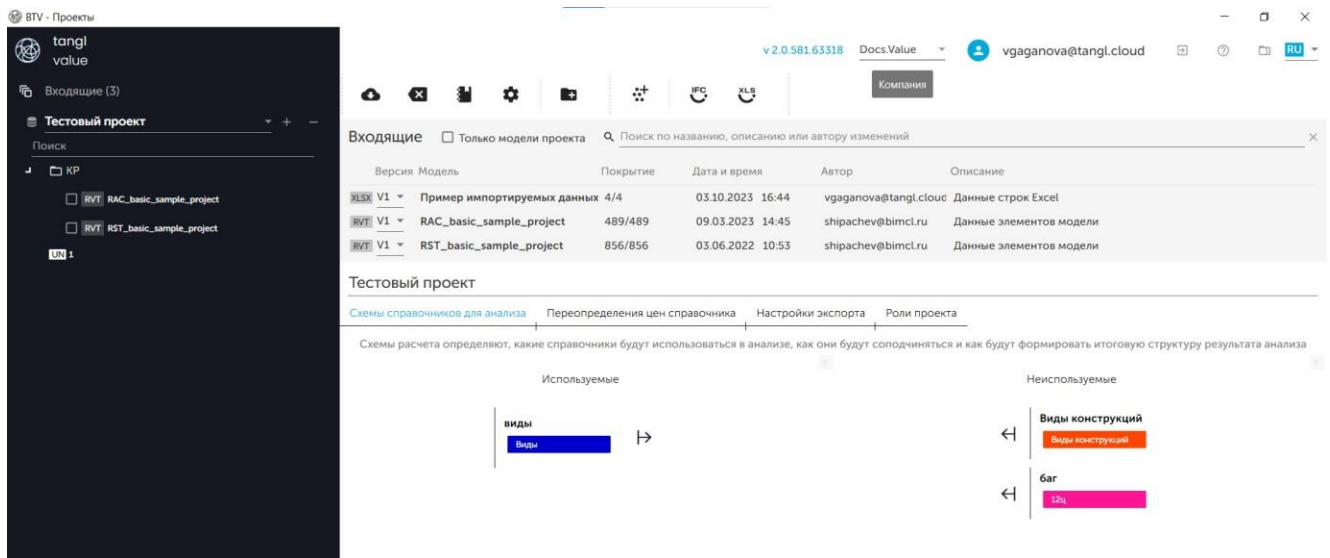 BTV - Проекты
tangl
value
v 2.0.581.63318 Docs.Value vgaganova@tangl.cloud RU
Компания
Входящие (3)
Тестовый проект
Поиск
КР
RVT RAC_basic_sample_project
RVT RST_basic_sample_project
UN 1
IFC XLS
Входящие Только модели проекта Поиск по названию, описанию или автору изменений
Версия Модель Покрытие Дата и время Автор Описание
XLSX V1 Пример импортируемых данных 4/4 03.10.2023 16:44 vgaganova@tangl.cloud Данные строк Excel
RVT V1 RAC_basic_sample_project 489/489 09.03.2023 14:45 shipachev@bimcl.ru Данные элементов модели
RVT V1 RST_basic_sample_project 856/856 03.06.2022 10:53 shipachev@bimcl.ru Данные элементов модели
Тестовый проект
Схемы справочников для анализа Переопределения цен справочника Настройки экспорта Роли проекта
Схемы расчета определяют, какие справочники будут использоваться в анализе, как они будут соподчиняться и как будут формировать итоговую структуру результата анализа
Используемые Неиспользуемые
виды
Виды
Виды конструкций
Виды конструкций
баг
12ц